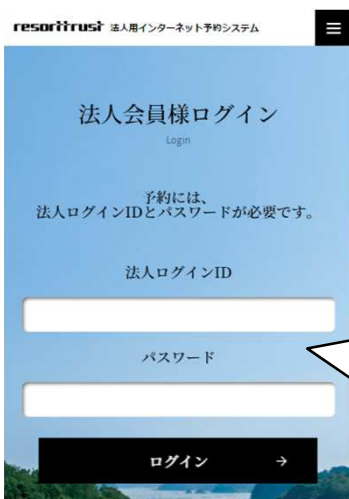 resorttrust 法人用インターネット予約システム
法人会員様ログイン
Login
予約には、
法人ログインIDとパスワードが必要です。
法人ログインID
パスワード
ログイン →